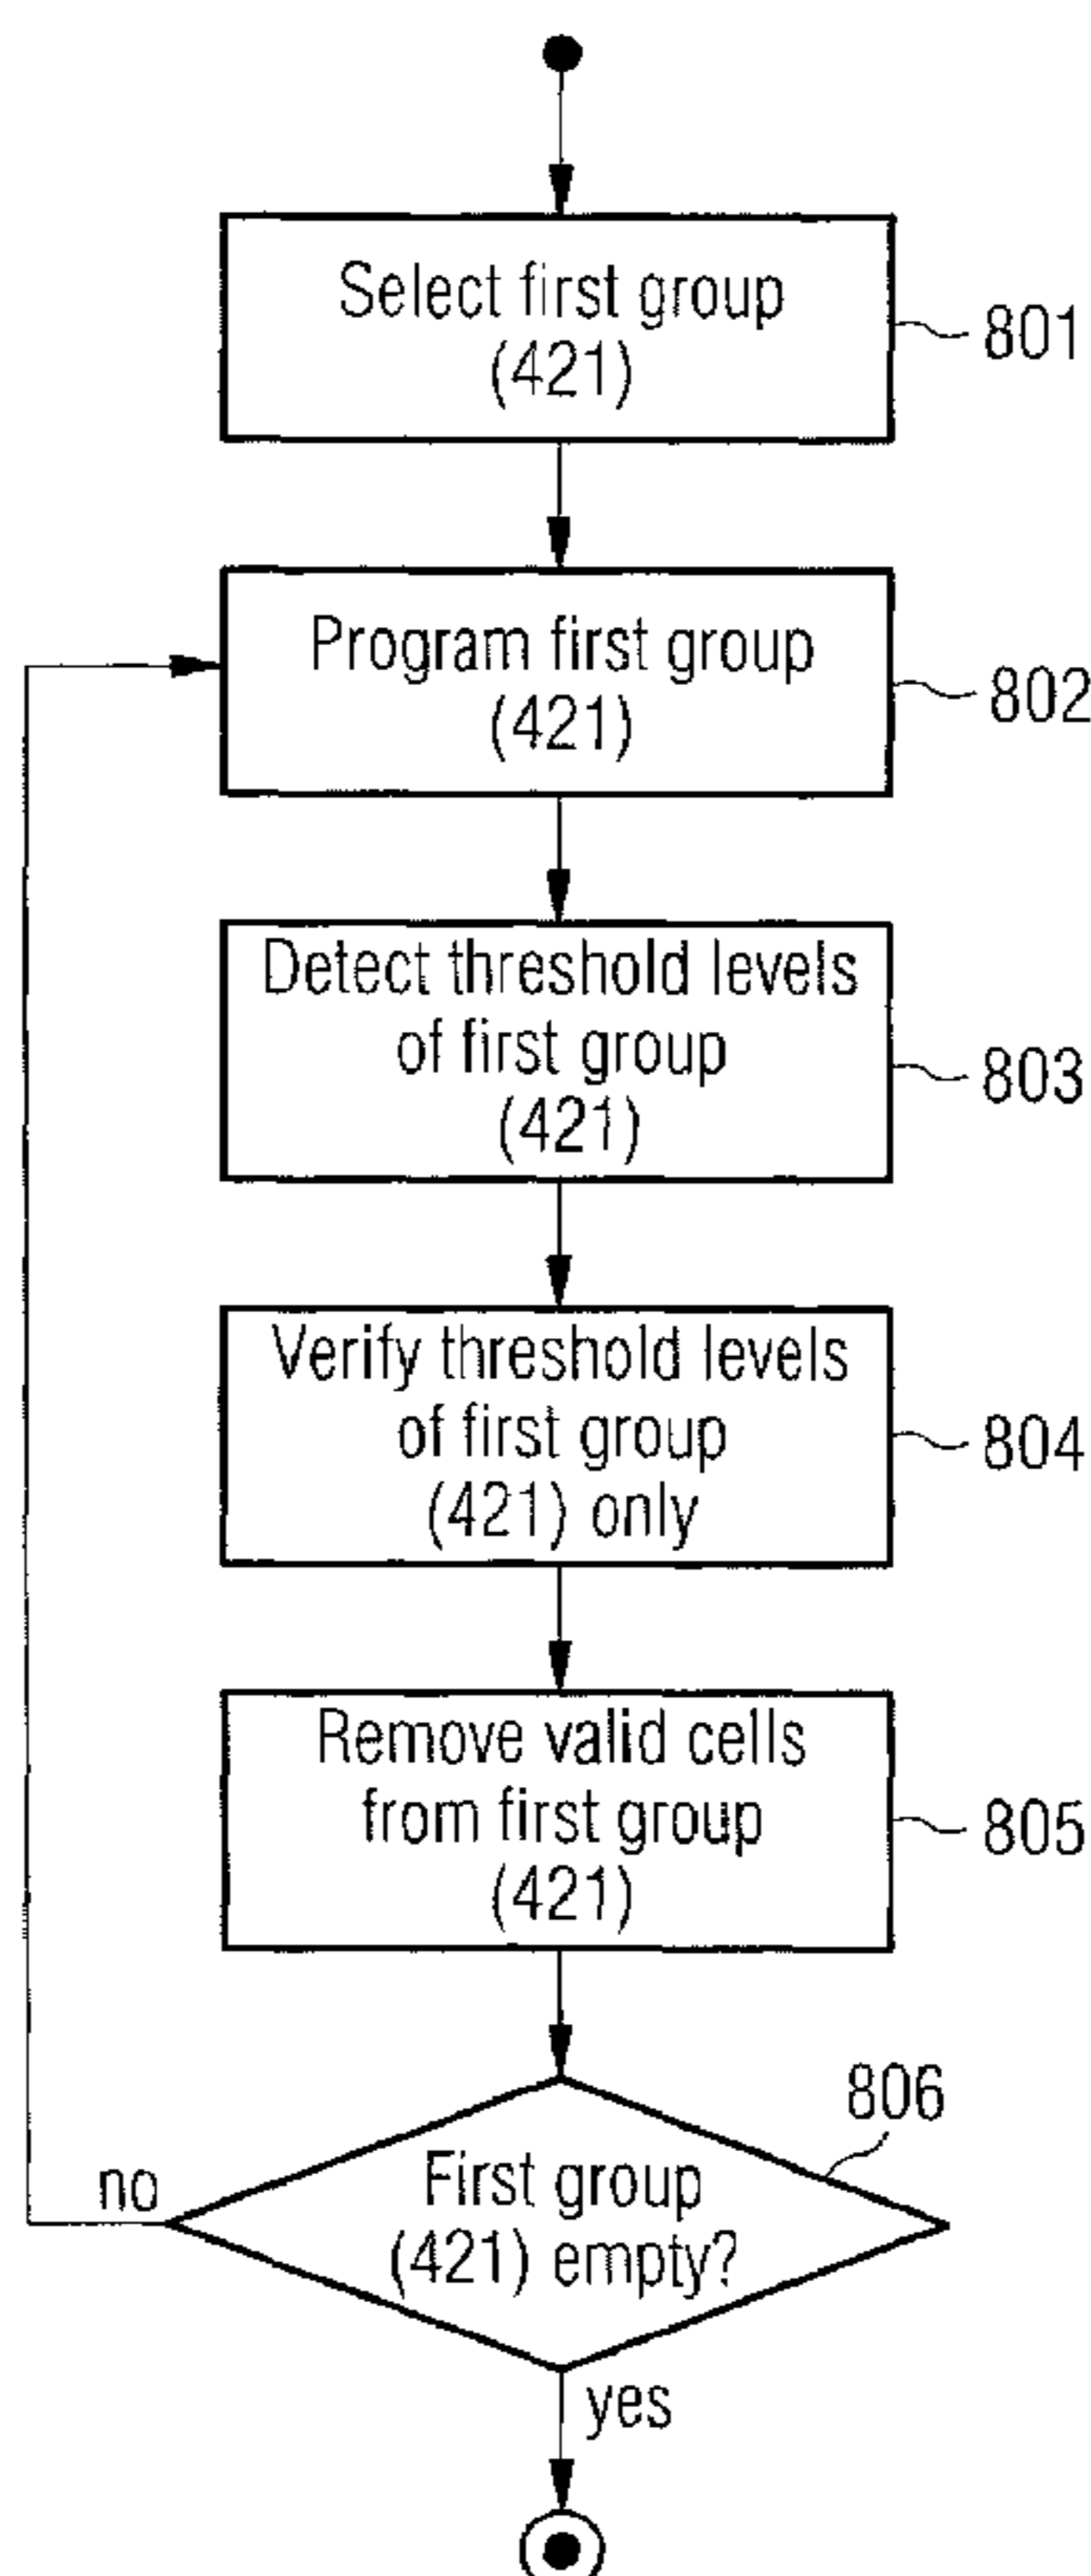 Select first group
(421)
801
Program first group
(421)
802
Detect threshold levels
of first group
(421)
803
Verify threshold levels
of first group
(421) only
804
Remove valid cells
from first group
(421)
805
806
First group
(421) empty?
no
yes